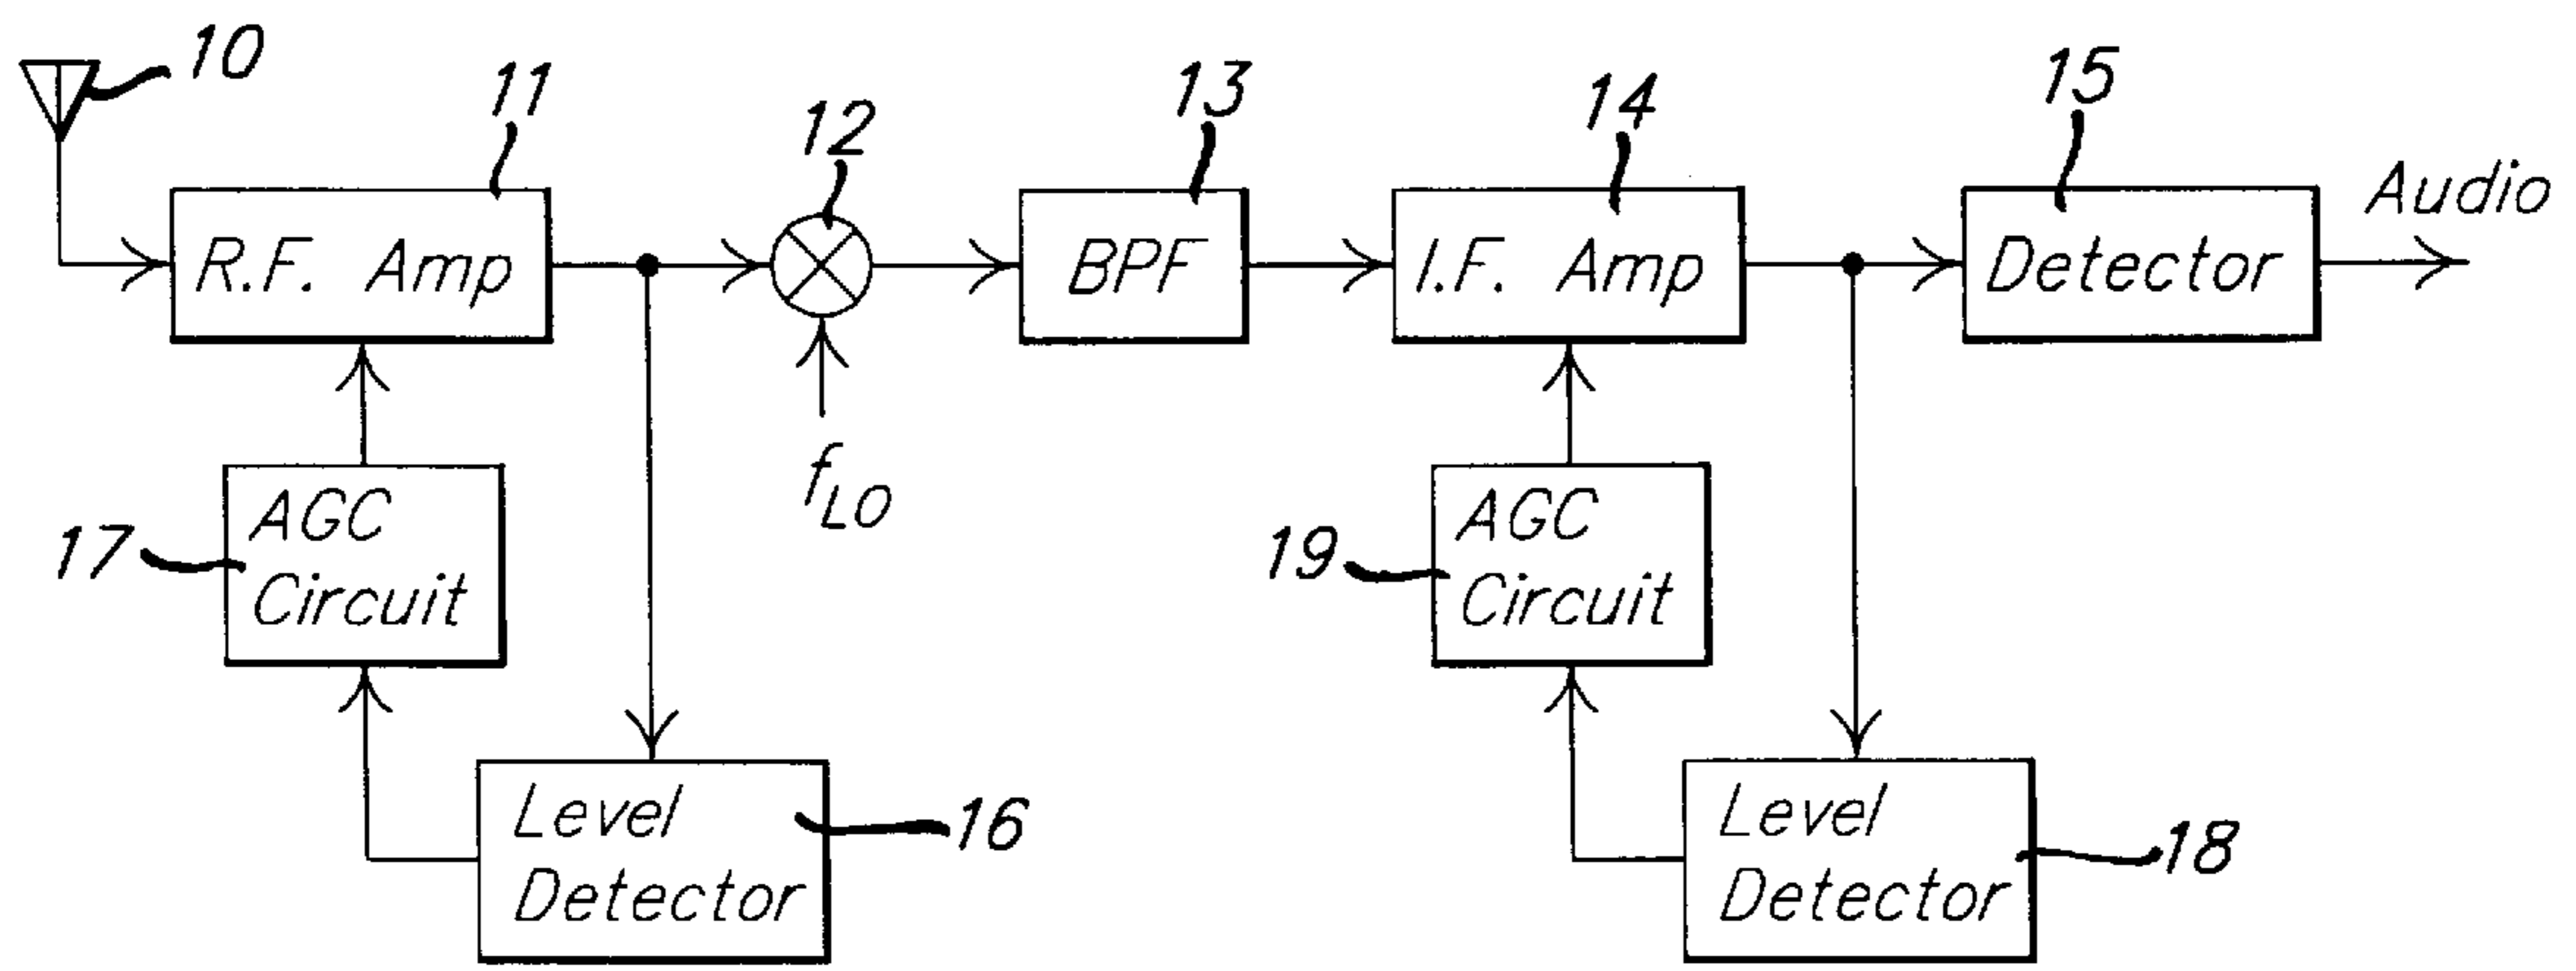 10
11
12
13
14
15
R.F. Amp
BPF
I.F. Amp
Detector
Audio
fLO
17
AGC
Circuit
19
AGC
Circuit
Level
Detector
16
Level
Detector
18